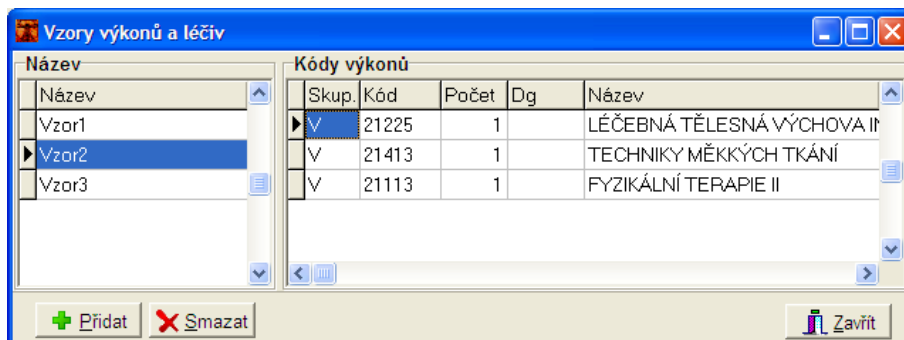 Vzory výkonů a léčiv
Název
Název
Vzor1
Vzor2
Vzor3
Kódy výkonů
Skup. Kód Počet Dg Název
V 21225 1 LÉČEBNÁ TĚLESNÁ VÝCHOVA
V 21413 1 TECHNIKY MĚKKÝCH TKÁNÍ
V 21113 1 FYZIKÁLNÍ TERAPIE II
Přidat Smazat Zavřít